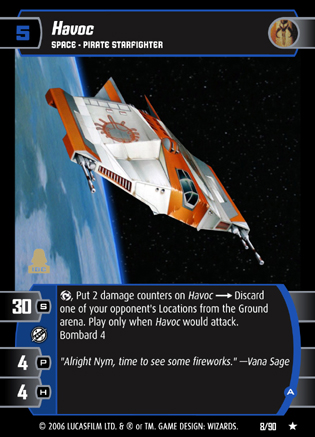 5
Havoc
SPACE • PIRATE STARFIGHTER
30 S
, Put 2 damage counters on Havoc → Discard
one of your opponent's Locations from the Ground
arena. Play only when Havoc would attack.
Bombard 4
4 P
"Alright Nym, time to see some fireworks." —Vana Sage
4 H
A
© 2006 LUCASFILM LTD. & ® or TM. GAME DESIGN: WIZARDS.
8/90 ★